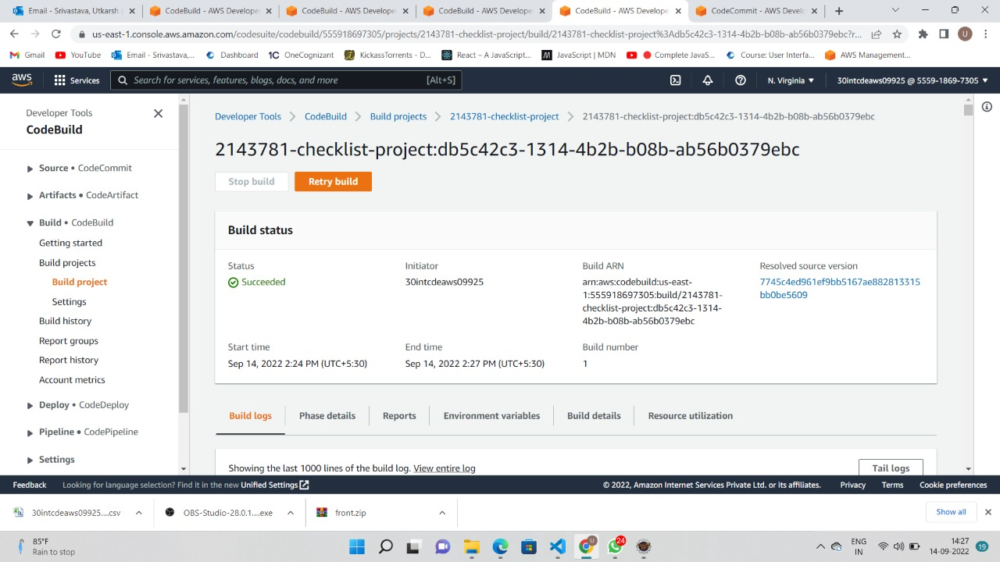 Email - Srivastava, Utkarsh
CodeBuild - AWS Develope
CodeBuild - AWS Develope
CodeBuild - AWS Develope
CodeBuild - AWS Develope
CodeCommit - AWS Develo
us-east-1.console.aws.amazon.com/codesuite/codebuild/555918697305/projects/2143781-checklist-project/build/2143781-checklist-project%3Adb5c42c3-1314-4b2b-b08b-ab56b0379ebc?r...
U
Gmail
YouTube
Email - Srivastava,...
Dashboard
1C OneCognizant
KickassTorrents - D...
React – A JavaScript...
JavaScript | MDN
Complete JavaS...
Course: User Interfa...
AWS Management...
aws
Services
Search for services, features, blogs, docs, and more
[Alt+S]
N. Virginia
30intcdeaws09925 @ 5559-1869-7305
Developer Tools
CodeBuild
Source • CodeCommit
Artifacts • CodeArtifact
Build • CodeBuild
Getting started
Build projects
Build project
Settings
Build history
Report groups
Report history
Account metrics
Deploy • CodeDeploy
Pipeline • CodePipeline
Settings
Developer Tools
CodeBuild
Build projects
2143781-checklist-project
2143781-checklist-project:db5c42c3-1314-4b2b-b08b-ab56b0379ebc
2143781-checklist-project:db5c42c3-1314-4b2b-b08b-ab56b0379ebc
Stop build
Retry build
Build status
Status
Succeeded
Initiator
30intcdeaws09925
Build ARN
arn:aws:codebuild:us-east-
1:555918697305:build/2143781-
checklist-project:db5c42c3-1314-
4b2b-b08b-ab56b0379ebc
Resolved source version
7745c4ed961ef9bb5167ae882813315
bb0be5609
Start time
Sep 14, 2022 2:24 PM (UTC+5:30)
End time
Sep 14, 2022 2:27 PM (UTC+5:30)
Build number
1
Build logs
Phase details
Reports
Environment variables
Build details
Resource utilization
Showing the last 1000 lines of the build log. View entire log
Tail logs
Feedback
Looking for language selection? Find it in the new Unified Settings
© 2022, Amazon Internet Services Private Ltd. or its affiliates.
Privacy
Terms
Cookie preferences
30intcdeaws09925....csv
OBS-Studio-28.0.1....exe
front.zip
Show all
85°F
Rain to stop
U
24
ENG
IN
14:27
14-09-2022
19